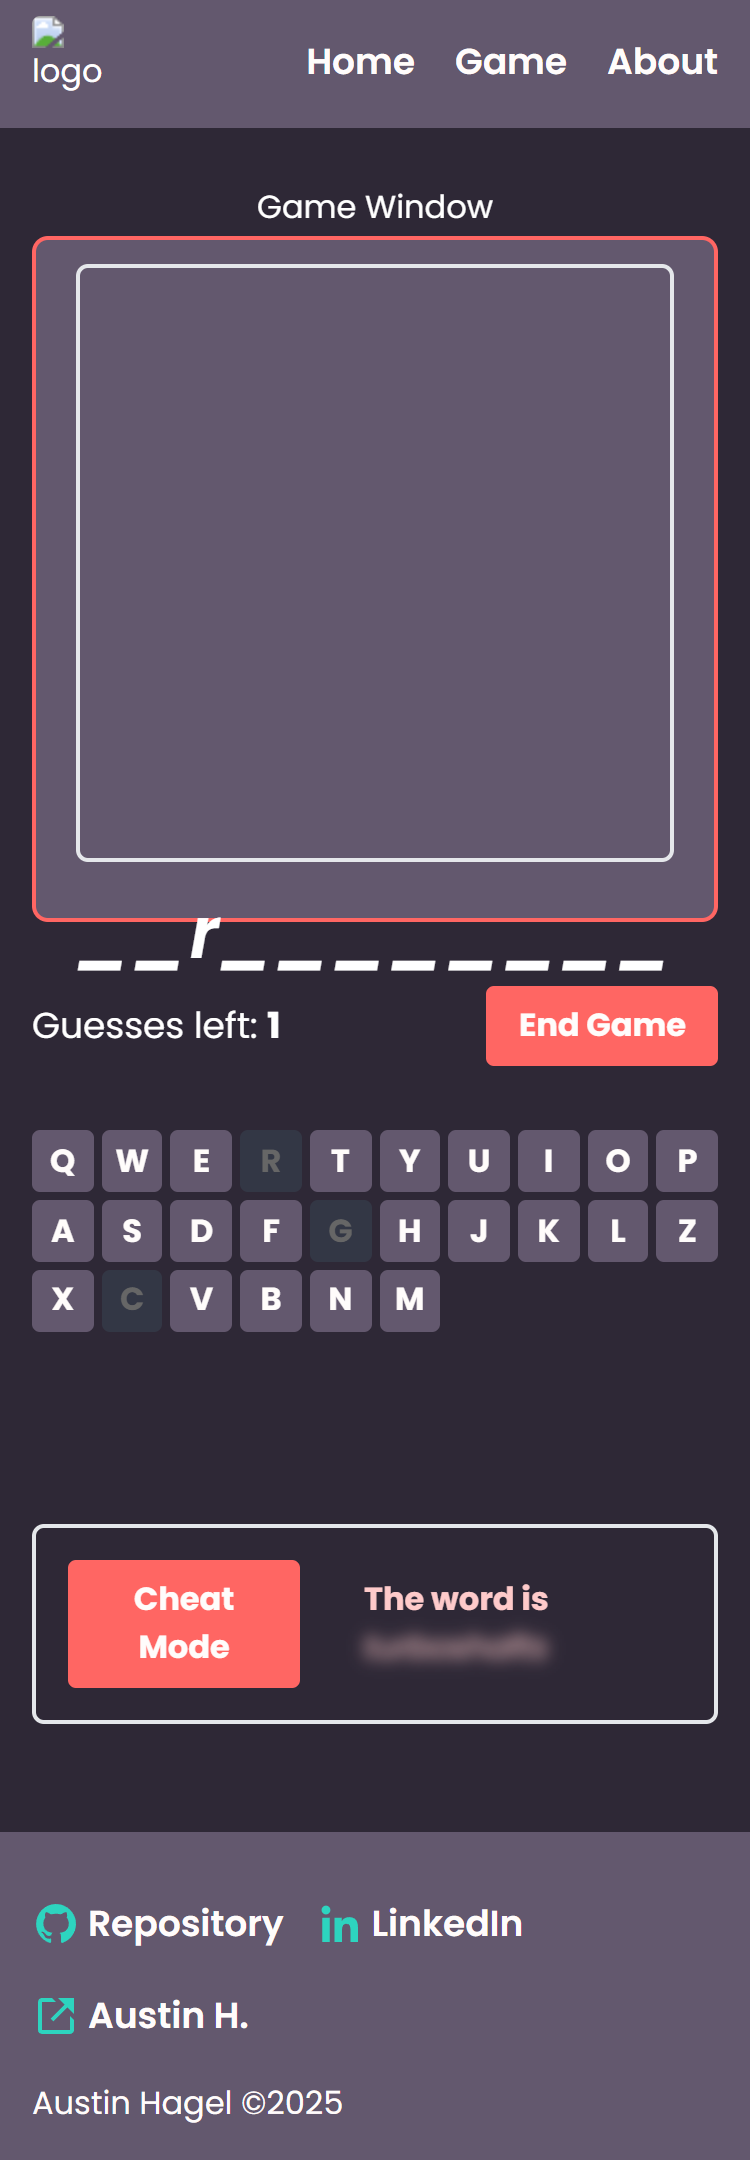 logo
Home Game About
Game Window
__r________
Guesses left: 1
End Game
Q W E R T Y U I O P
A S D F G H J K L Z
X C V B N M
Cheat
Mode
The word is
Repository LinkedIn
Austin H.
Austin Hagel ©2025